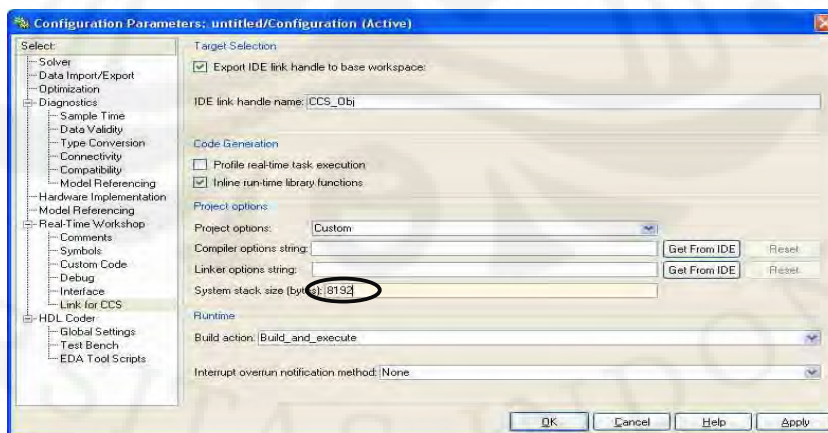 Configuration Parameters: untitled/Configuration (Active)
Select:
Solver
Data Import/Export
Optimization
Diagnostics
Sample Time
Data Validity
Type Conversion
Connectivity
Compatibility
Model Referencing
Hardware Implementation
Model Referencing
Real-Time Workshop
Comments
Symbols
Custom Code
Debug
Interface
Link for CCS
HDL Coder
Global Settings
Test Bench
EDA Tool Scripts
Target Selection
Export IDE link handle to base workspace:
IDE link handle name: CCS_Obj
Code Generation
Profile real-time task execution
Inline run-time library functions
Project options
Project options: Custom
Compiler options string: Get From IDE Reset
Linker options string: Get From IDE Reset
System stack size (bytes): 8192
Runtime
Build action: Build_and_execute
Interrupt overrun notification method: None
OK Cancel Help Apply